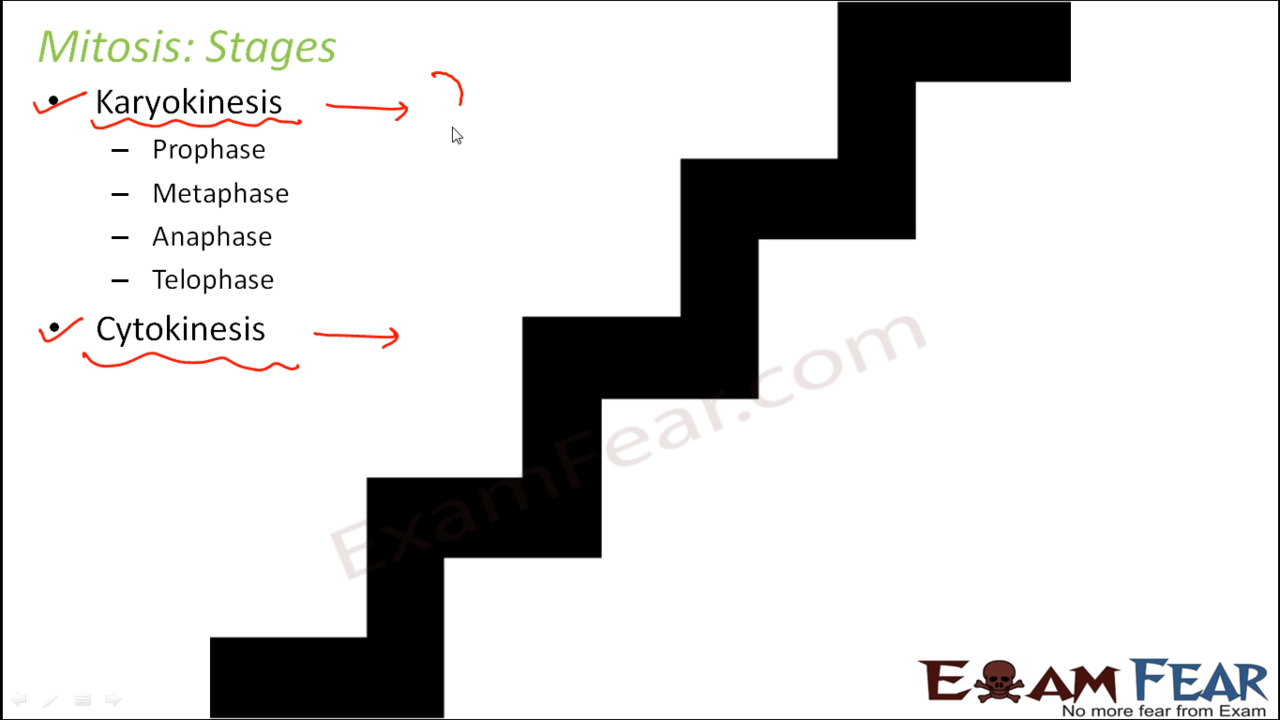 Mitosis: Stages
• Karyokinesis
– Prophase
– Metaphase
– Anaphase
– Telophase
• Cytokinesis
ExamFear.com
EXAM FEAR
No more fear from Exam